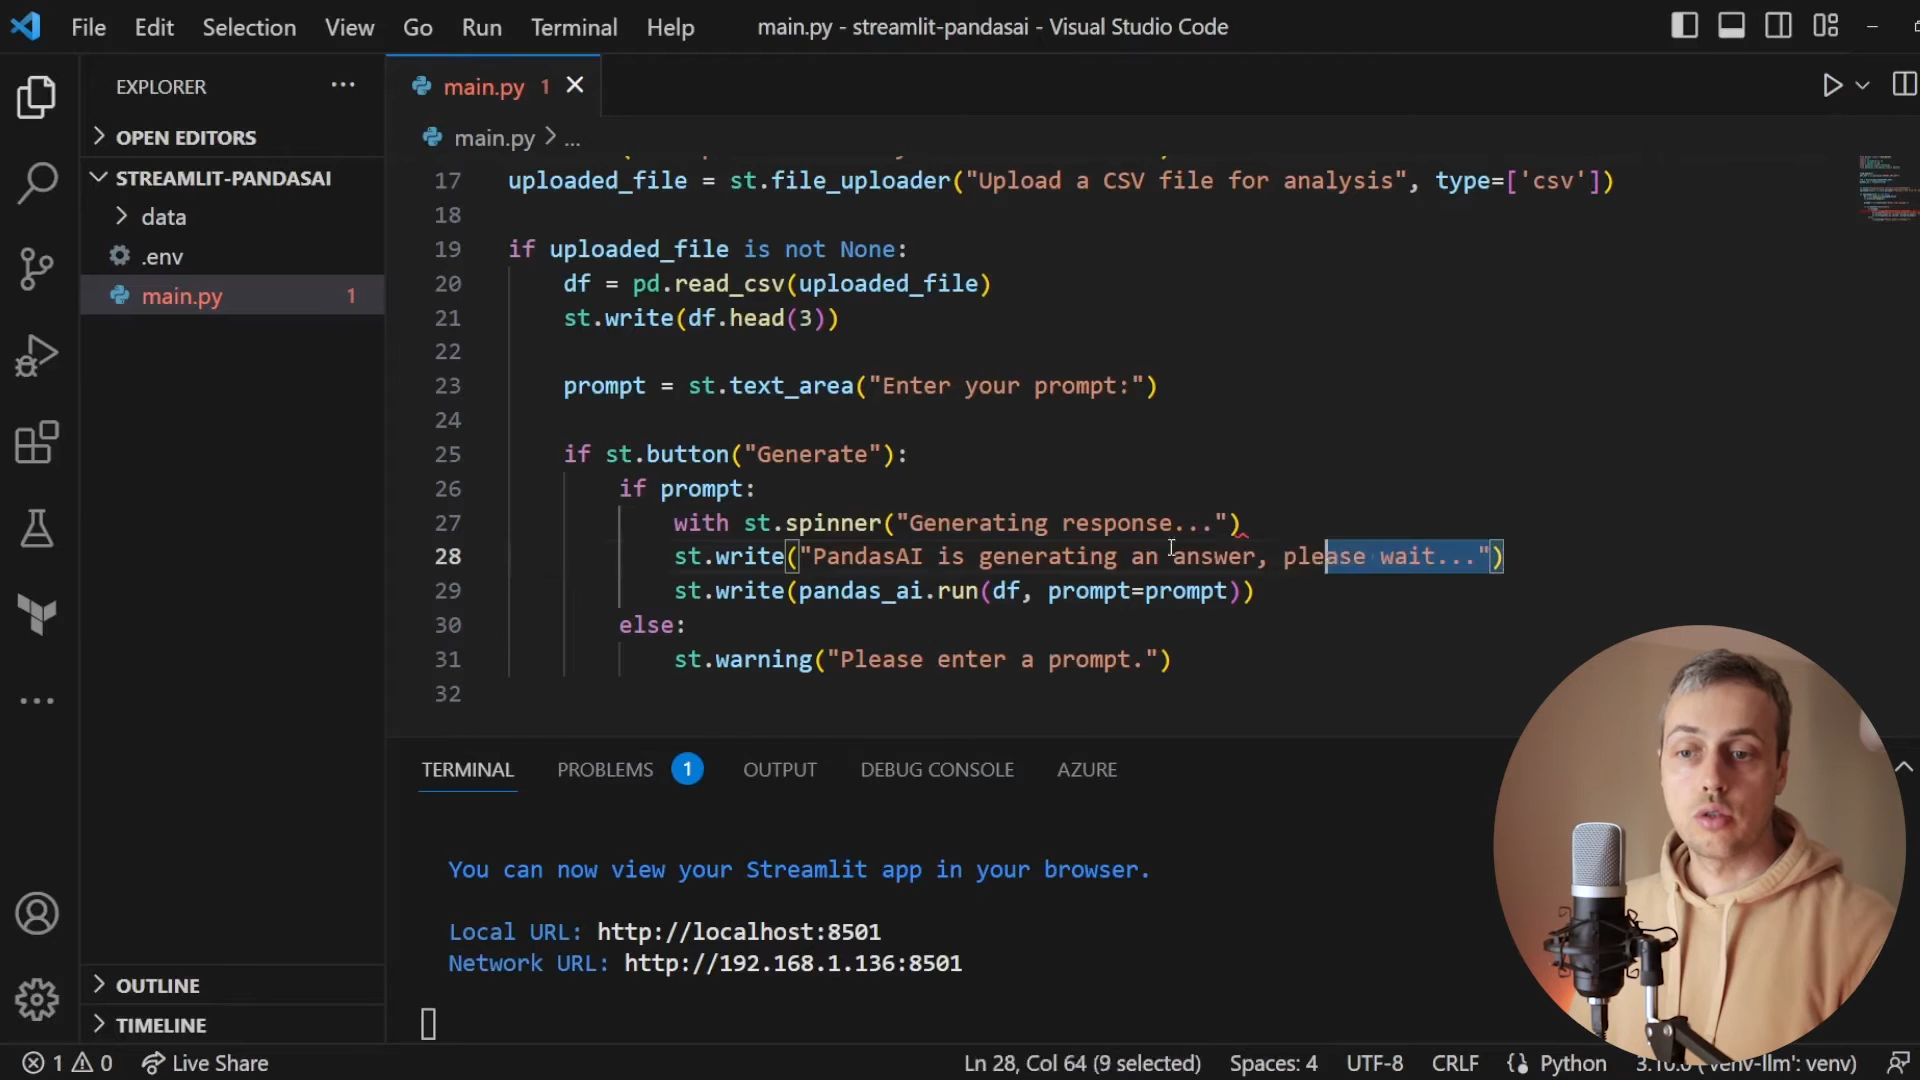 File Edit Selection View Go Run Terminal Help main.py - streamlit-pandasai - Visual Studio Code
EXPLORER ...
main.py 1
OPEN EDITORS
main.py > ...
STREAMLIT-PANDASAI
data
.env
main.py 1
17 uploaded_file = st.file_uploader("Upload a CSV file for analysis", type=['csv'])
18
19 if uploaded_file is not None:
20 df = pd.read_csv(uploaded_file)
21 st.write(df.head(3))
22
23 prompt = st.text_area("Enter your prompt:")
24
25 if st.button("Generate"):
26 if prompt:
27 with st.spinner("Generating response...")
28 st.write("PandasAI is generating an answer, please wait...")
29 st.write(pandas_ai.run(df, prompt=prompt))
30 else:
31 st.warning("Please enter a prompt.")
32
TERMINAL PROBLEMS 1 OUTPUT DEBUG CONSOLE AZURE
You can now view your Streamlit app in your browser.
Local URL: http://localhost:8501
Network URL: http://192.168.1.136:8501
OUTLINE
TIMELINE
1 0 Live Share Ln 28, Col 64 (9 selected) Spaces: 4 UTF-8 CRLF Python ('venv-llm': venv)